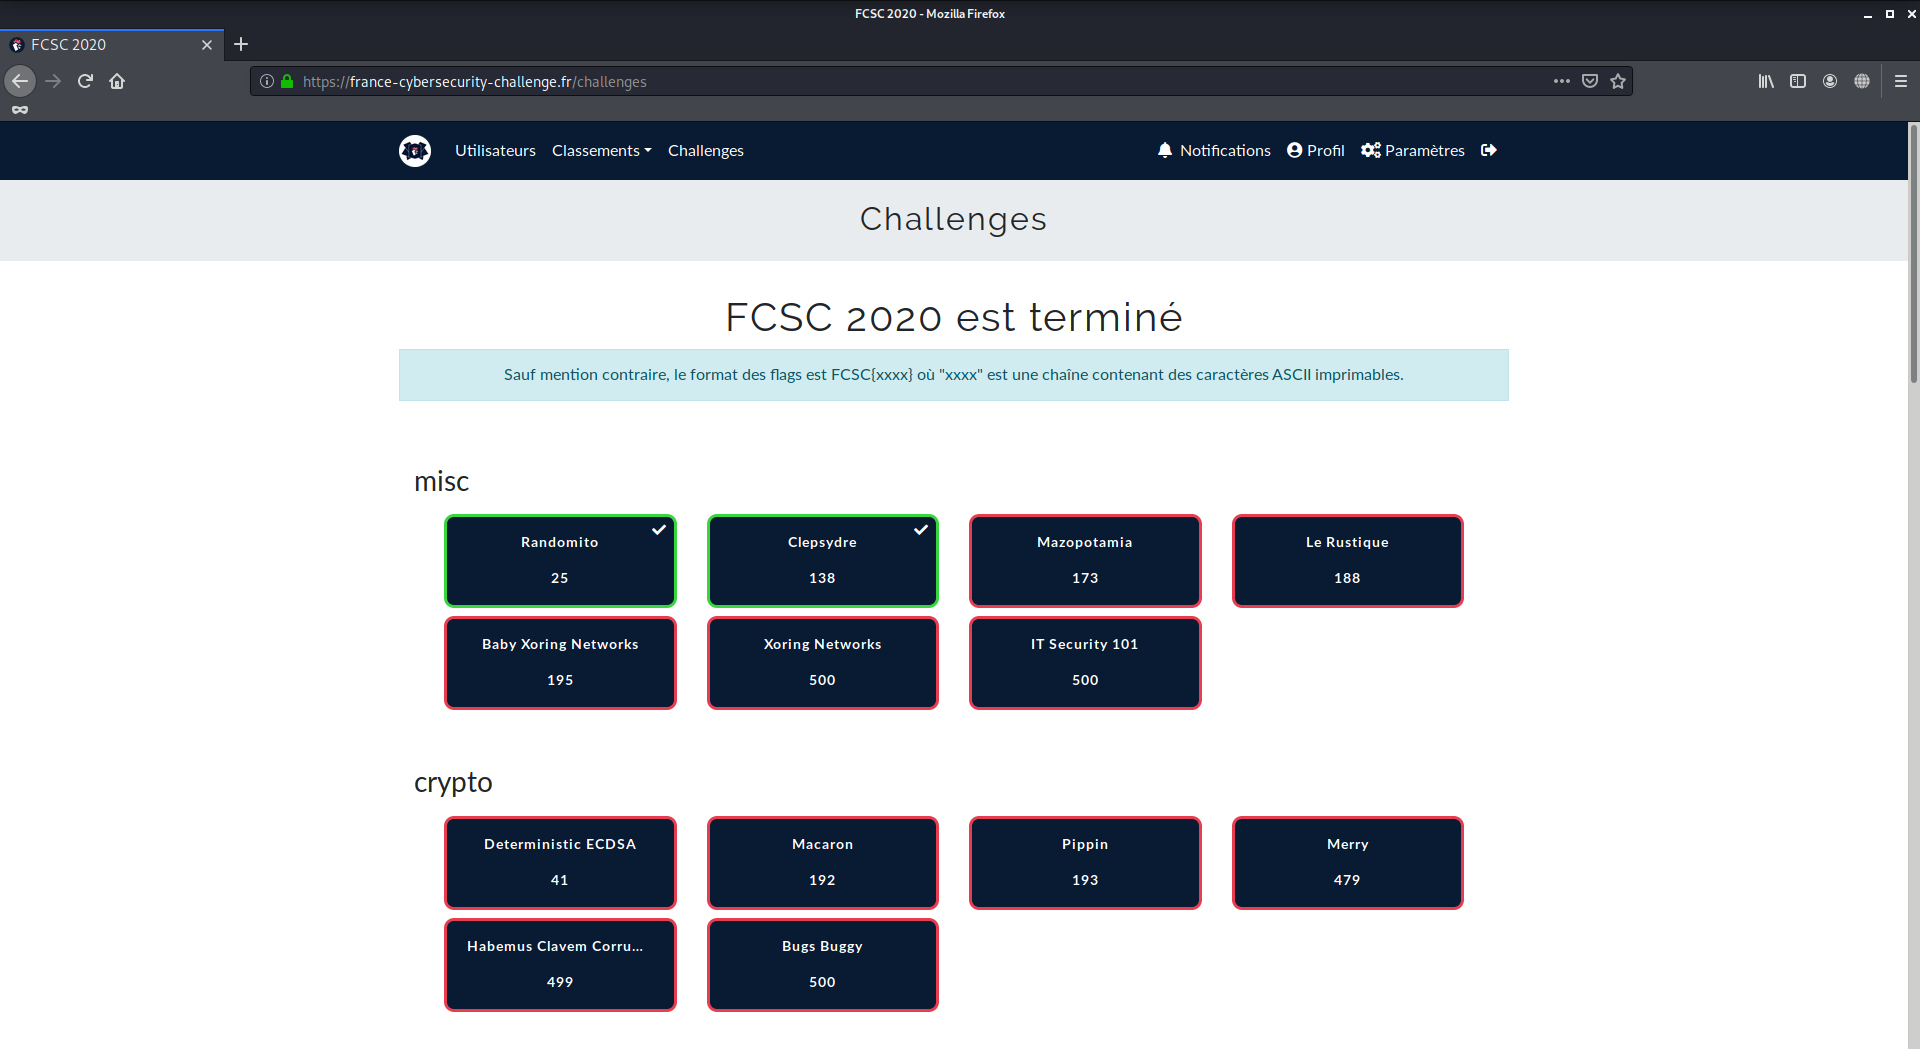 FCSC 2020 - Mozilla Firefox
FCSC 2020
https://france-cybersecurity-challenge.fr/challenges
Utilisateurs Classements Challenges Notifications Profil Paramètres
Challenges
FCSC 2020 est terminé
Sauf mention contraire, le format des flags est FCSC{xxxx} où "xxxx" est une chaîne contenant des caractères ASCII imprimables.
misc
Randomito Clepsydre Mazopotamia Le Rustique
25 138 173 188
Baby Xoring Networks Xoring Networks IT Security 101
195 500 500
crypto
Deterministic ECDSA Macaron Pippin Merry
41 192 193 479
Habemus Clavem Corru... Bugs Buggy
499 500